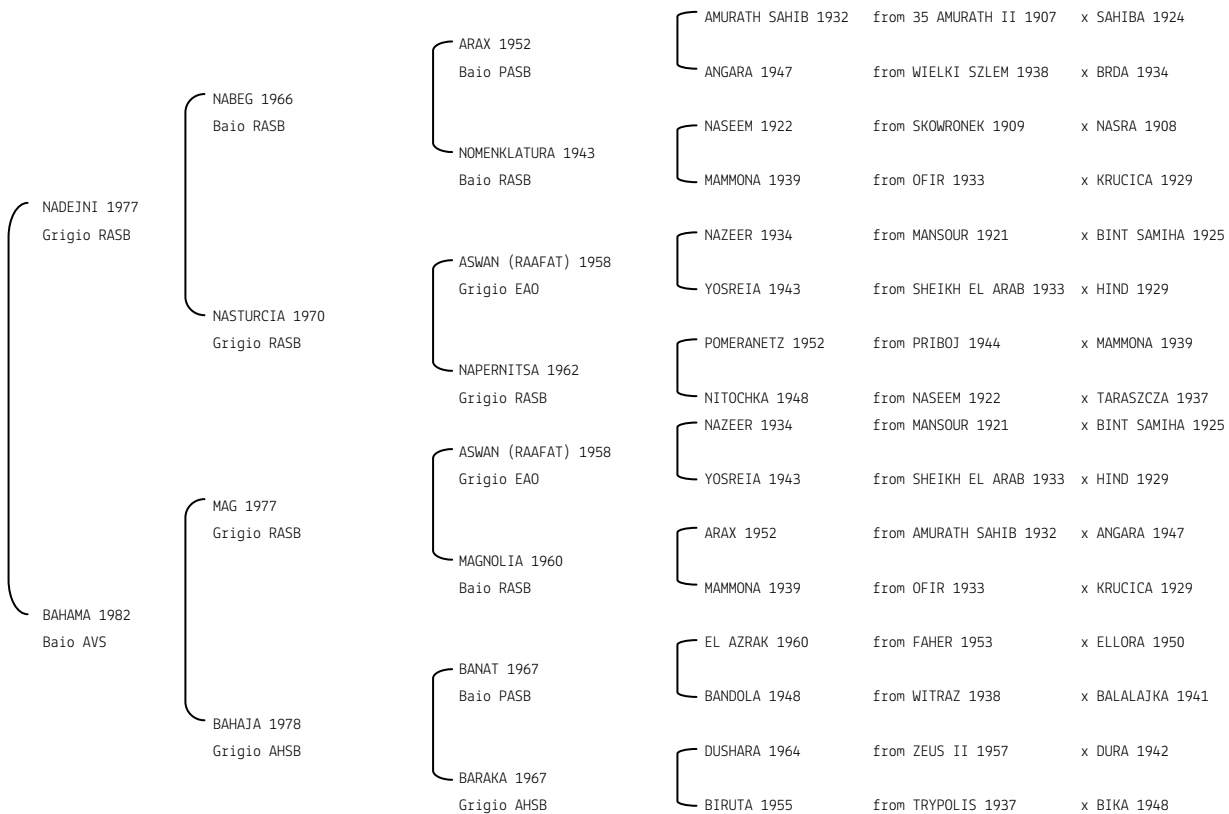 AMURATH SAHIB 1932 from 35 AMURATH II 1907 x SAHIBA 1924
ARAX 1952
Baio PASB
ANGARA 1947 from WIELKI SZLEM 1938 x BRDA 1934
NABEG 1966
Baio RASB
NASEEM 1922 from SKOWRONEK 1909 x NASRA 1908
NOMENKLATURA 1943
Baio RASB
MAMMONA 1939 from OFIR 1933 x KRUCICA 1929
NADEJNI 1977
Grigio RASB
NAZEER 1934 from MANSOUR 1921 x BINT SAMIHA 1925
ASWAN (RAAFAT) 1958
Grigio EAO
YOSREIA 1943 from SHEIKH EL ARAB 1933 x HIND 1929
NASTURCIA 1970
Grigio RASB
POMERANETZ 1952 from PRIBOJ 1944 x MAMMONA 1939
NAPERNITSA 1962
Grigio RASB
NITOCHKA 1948 from NASEEM 1922 x TARASZCZA 1937
NAZEER 1934 from MANSOUR 1921 x BINT SAMIHA 1925
ASWAN (RAAFAT) 1958
Grigio EAO
YOSREIA 1943 from SHEIKH EL ARAB 1933 x HIND 1929
MAG 1977
Grigio RASB
ARAX 1952 from AMURATH SAHIB 1932 x ANGARA 1947
MAGNOLIA 1960
Baio RASB
MAMMONA 1939 from OFIR 1933 x KRUCICA 1929
BAHAMA 1982
Baio AVS
EL AZRAK 1960 from FAHER 1953 x ELLORA 1950
BANAT 1967
Baio PASB
BANDOLA 1948 from WITRAZ 1938 x BALALAJKA 1941
BAHAJA 1978
Grigio AHSB
DUSHARA 1964 from ZEUS II 1957 x DURA 1942
BARAKA 1967
Grigio AHSB
BIRUTA 1955 from TRYPOLIS 1937 x BIKA 1948